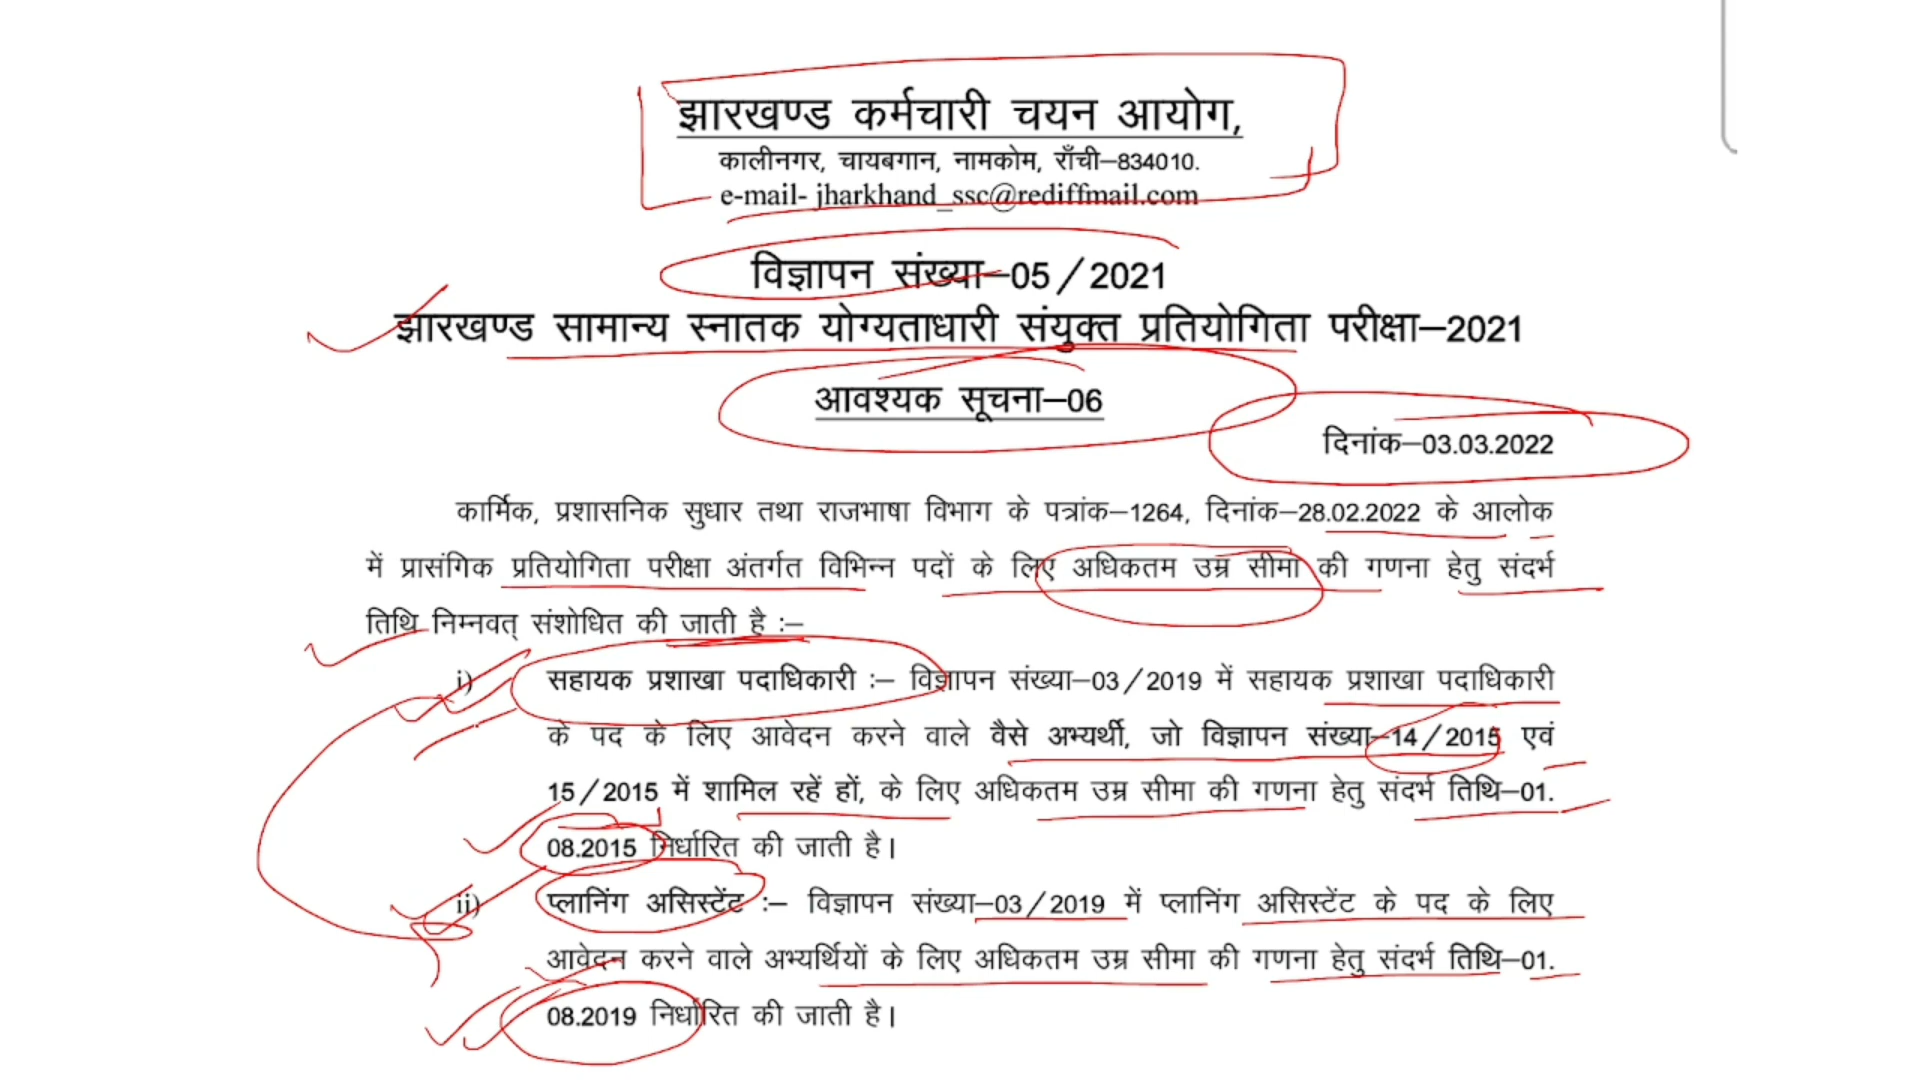 झारखण्ड कर्मचारी चयन आयोग,
कालीनगर, चायबगान, नामकोम, राँची–834010.
e-mail- jharkhand_ssc@rediffmail.com
विज्ञापन संख्या–05/2021
झारखण्ड सामान्य स्नातक योग्यताधारी संयुक्त प्रतियोगिता परीक्षा–2021
आवश्यक सूचना–06
दिनांक–03.03.2022
कार्मिक, प्रशासनिक सुधार तथा राजभाषा विभाग के पत्रांक–1264, दिनांक–28.02.2022 के आलोक
में प्रासंगिक प्रतियोगिता परीक्षा अंतर्गत विभिन्न पदों के लिए अधिकतम उम्र सीमा की गणना हेतु संदर्भ
तिथि निम्नवत् संशोधित की जाती है :–
i) सहायक प्रशाखा पदाधिकारी :– विज्ञापन संख्या–03/2019 में सहायक प्रशाखा पदाधिकारी
के पद के लिए आवेदन करने वाले वैसे अभ्यर्थी, जो विज्ञापन संख्या–14/2015 एवं
15/2015 में शामिल रहें हों, के लिए अधिकतम उम्र सीमा की गणना हेतु संदर्भ तिथि–01.
08.2015 निर्धारित की जाती है।
ii) प्लानिंग असिस्टेंट :– विज्ञापन संख्या–03/2019 में प्लानिंग असिस्टेंट के पद के लिए
आवेदन करने वाले अभ्यर्थियों के लिए अधिकतम उम्र सीमा की गणना हेतु संदर्भ तिथि–01.
08.2019 निर्धारित की जाती है।